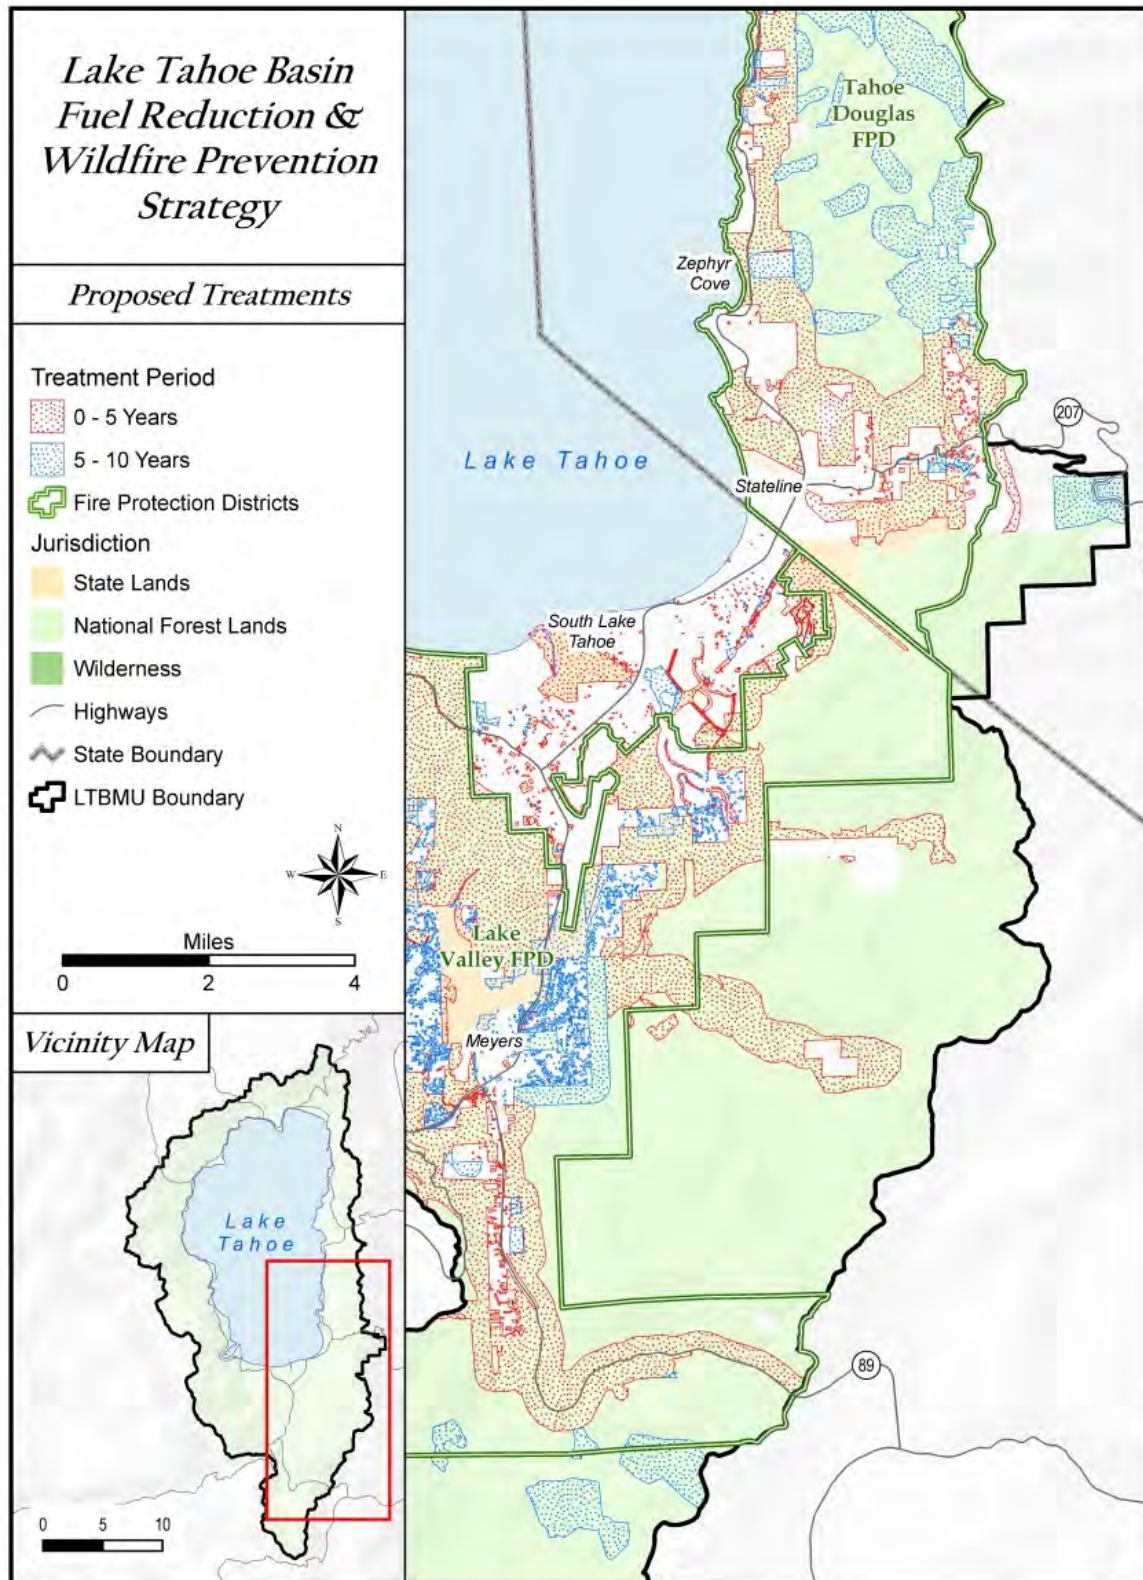 Lake Tahoe Basin
Fuel Reduction &
Wildfire Prevention
Strategy
Proposed Treatments
Treatment Period
0 - 5 Years
5 - 10 Years
Fire Protection Districts
Jurisdiction
State Lands
National Forest Lands
Wilderness
Highways
State Boundary
LTBMU Boundary
N
W E
S
Miles
0 2 4
Vicinity Map
Lake
Tahoe
0 5 10
Tahoe
Douglas
FPD
Zephyr
Cove
207
Lake Tahoe
Stateline
South Lake
Tahoe
Lake
Valley FPD
Meyers
89